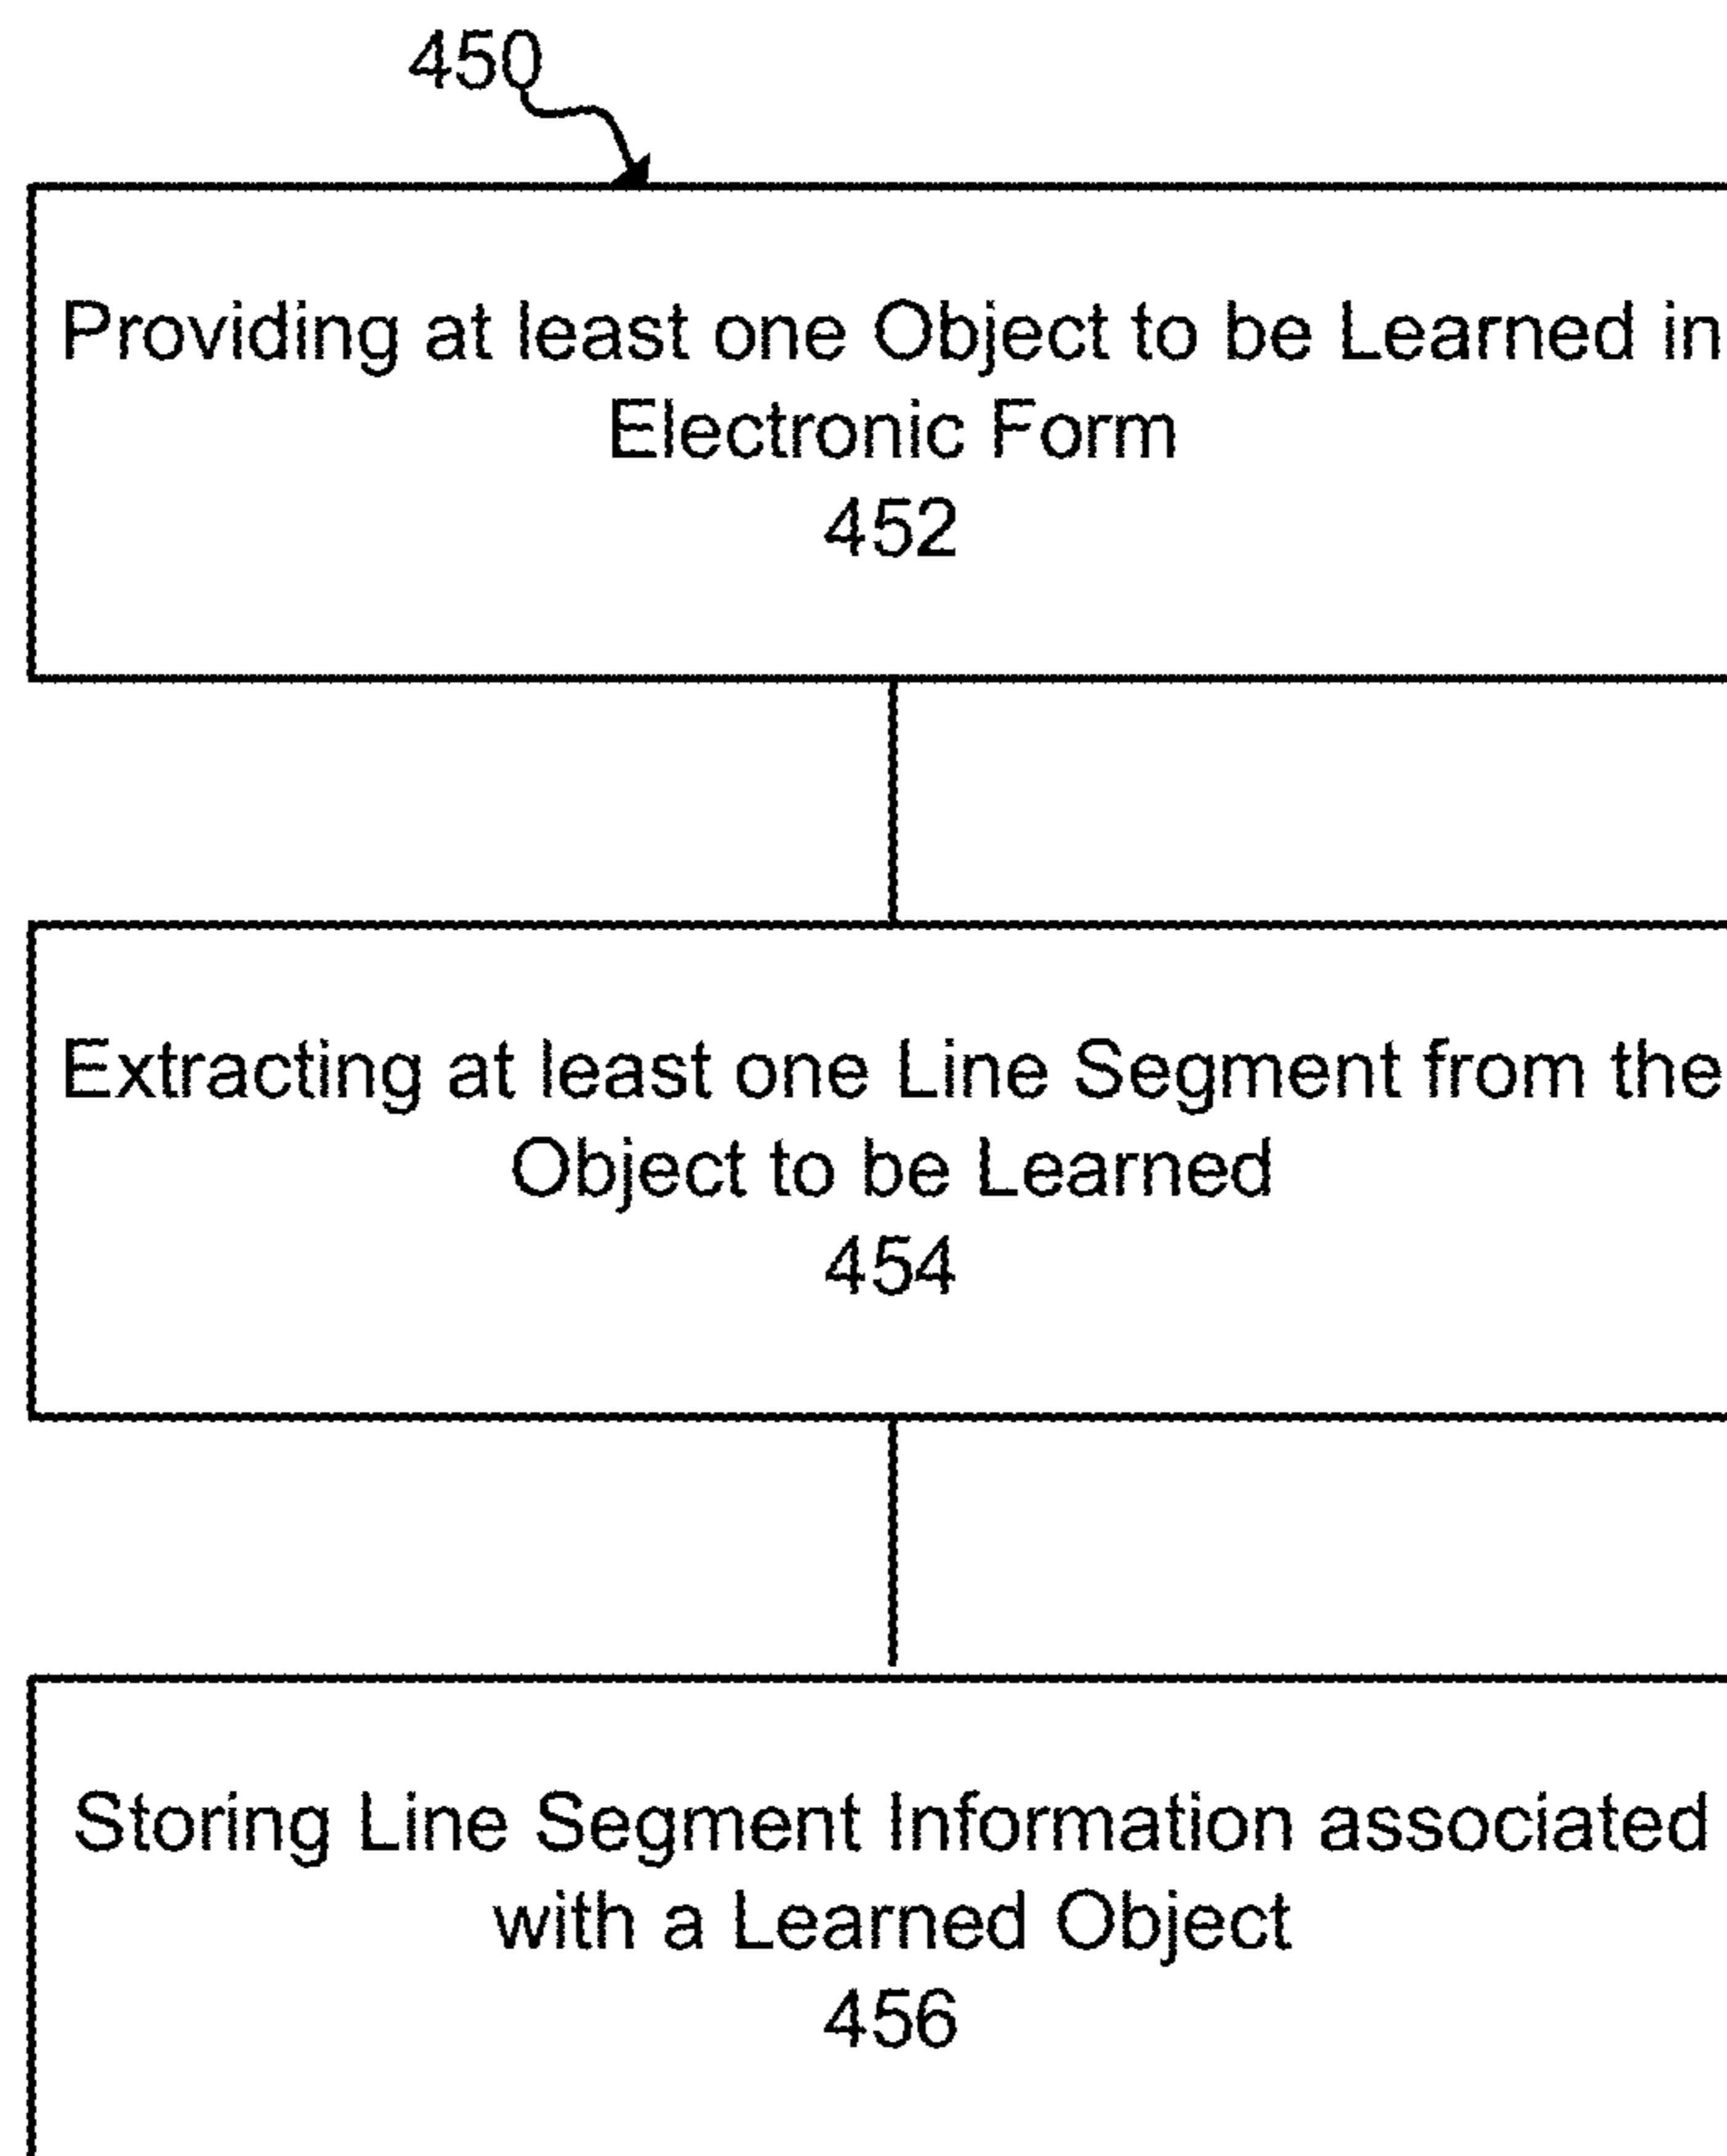 450
Providing at least one Object to be Learned in
Electronic Form
452
Extracting at least one Line Segment from the
Object to be Learned
454
Storing Line Segment Information associated
with a Learned Object
456